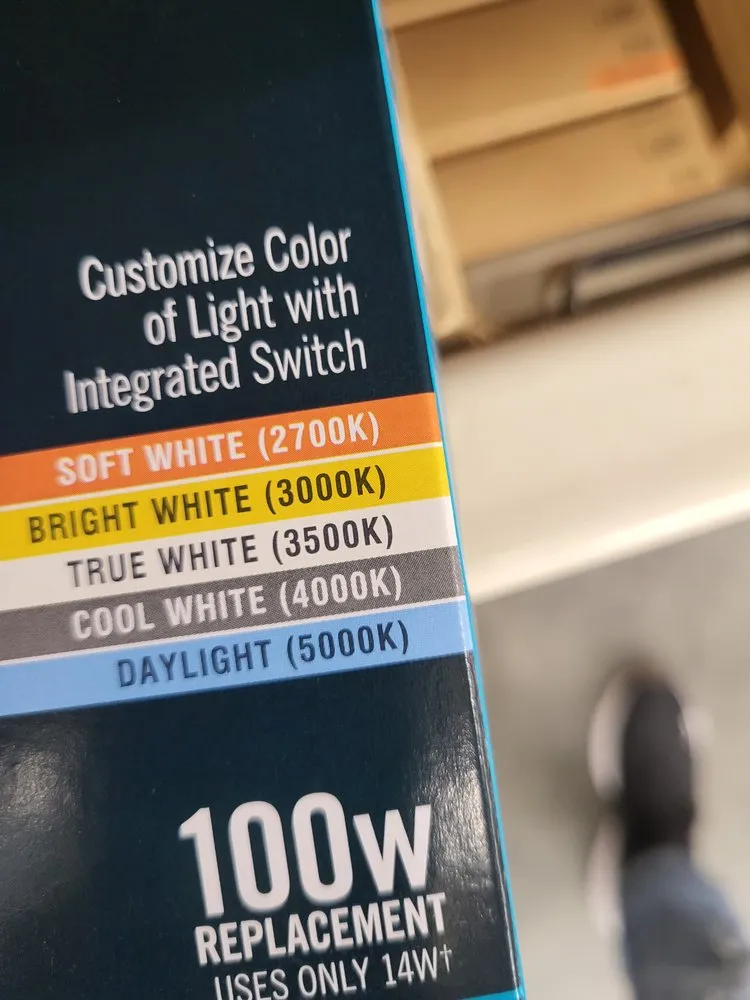 Customize Color
of Light with
Integrated Switch
SOFT WHITE (2700K)
BRIGHT WHITE (3000K)
TRUE WHITE (3500K)
COOL WHITE (4000K)
DAYLIGHT (5000K)
100W
REPLACEMENT
USES ONLY 14W†